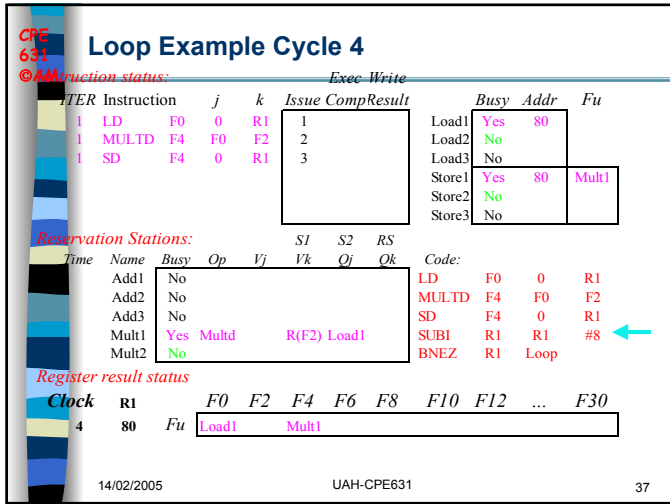 CPE
631
©AM
Loop Example Cycle 4
Instruction status: Exec Write
ITER Instruction j k Issue Comp Result Busy Addr Fu
1 LD F0 0 R1 1 Load1 Yes 80
1 MULTD F4 F0 F2 2 Load2 No
1 SD F4 0 R1 3 Load3 No
Store1 Yes 80 Mult1
Store2 No
Store3 No
Reservation Stations: S1 S2 RS
Time Name Busy Op Vj Vk Qj Qk Code:
Add1 No LD F0 0 R1
Add2 No MULTD F4 F0 F2
Add3 No SD F4 0 R1
Mult1 Yes Multd R(F2) Load1 SUBI R1 R1 #8
Mult2 No BNEZ R1 Loop
Register result status
Clock R1 F0 F2 F4 F6 F8 F10 F12 ... F30
4 80 Fu Load1 Mult1
14/02/2005 UAH-CPE631 37